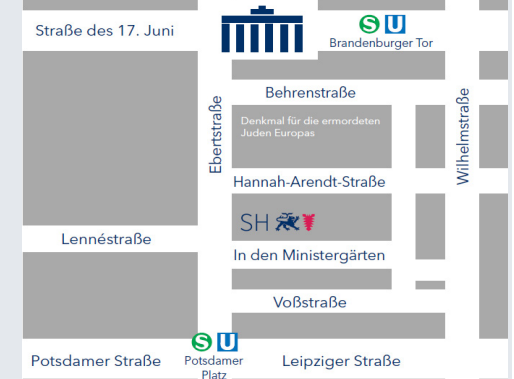 Straße des 17. Juni
S U
Brandenburger Tor
Behrenstraße
Ebertstraße
Denkmal für die ermordeten
Juden Europas
Wilhelmstraße
Hannah-Arendt-Straße
SH
Lennéstraße
In den Ministergärten
Voßstraße
S U
Potsdamer Straße
Potsdamer
Platz
Leipziger Straße